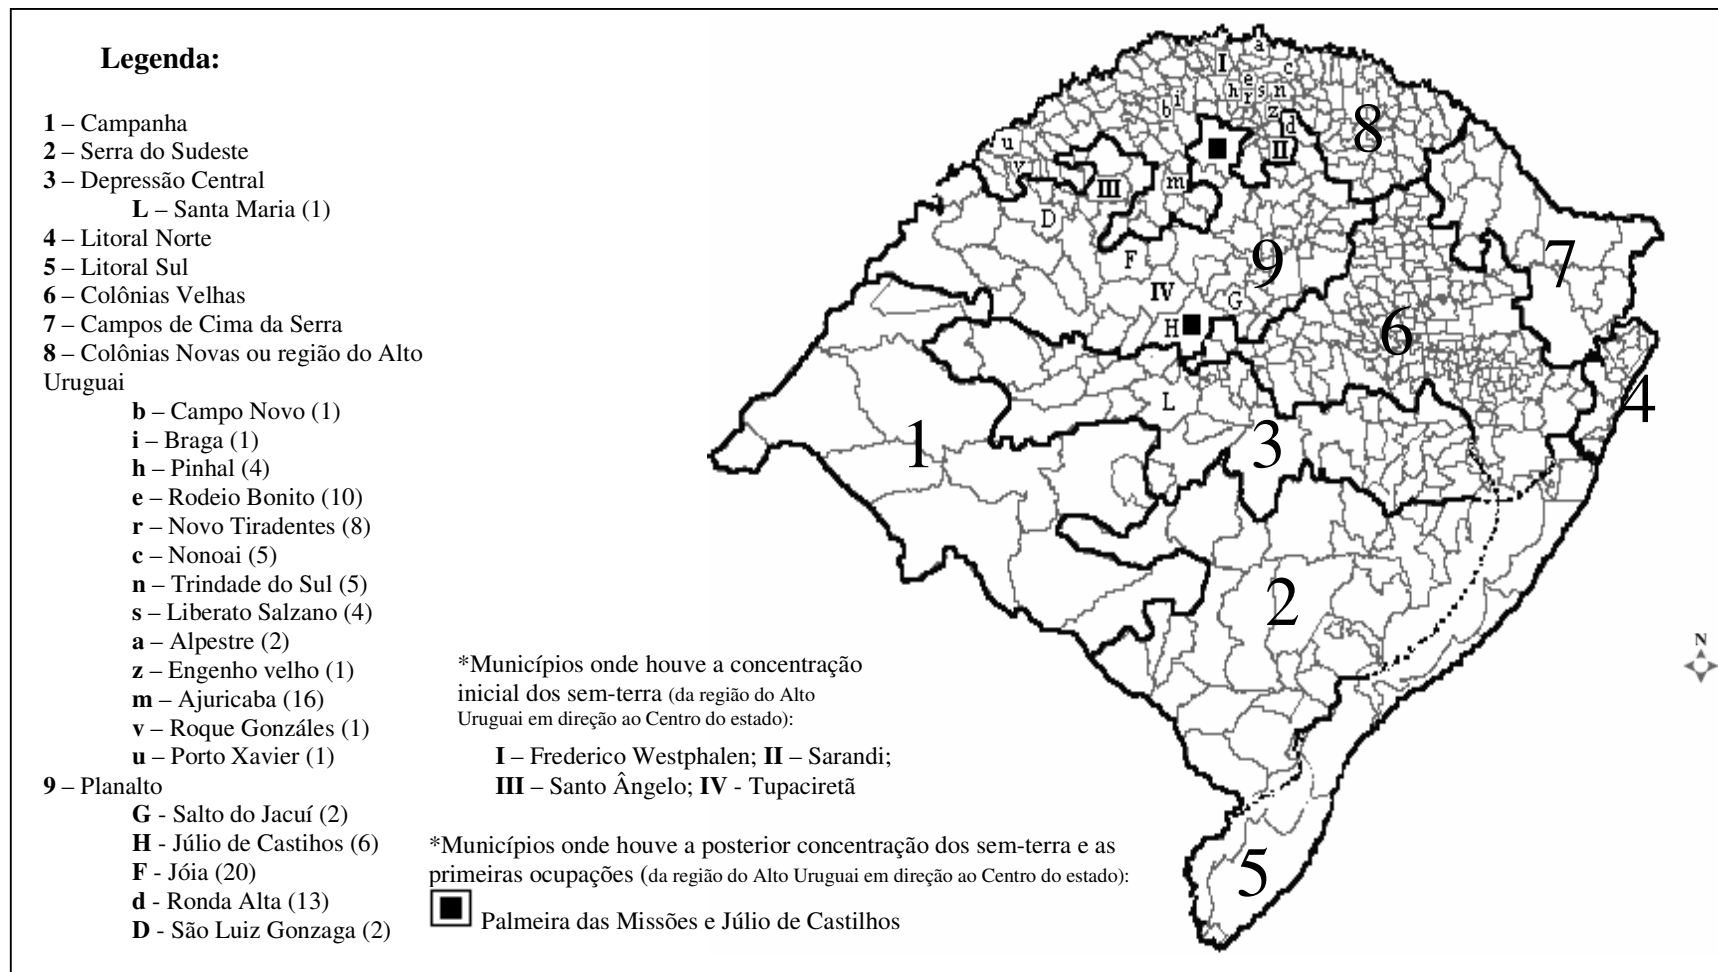 Legenda:
1 – Campanha
2 – Serra do Sudeste
3 – Depressão Central
L – Santa Maria (1)
4 – Litoral Norte
5 – Litoral Sul
6 – Colônias Velhas
7 – Campos de Cima da Serra
8 – Colônias Novas ou região do Alto
Uruguai
b – Campo Novo (1)
i – Braga (1)
h – Pinhal (4)
e – Rodeio Bonito (10)
r – Novo Tiradentes (8)
c – Nonoai (5)
n – Trindade do Sul (5)
s – Liberato Salzano (4)
a – Alpestre (2)
z – Engenho velho (1)
m – Ajuricaba (16)
v – Roque Gonzáles (1)
u – Porto Xavier (1)
9 – Planalto
G - Salto do Jacuí (2)
H - Júlio de Castihos (6)
F - Jóia (20)
d - Ronda Alta (13)
D - São Luiz Gonzaga (2)
*Municípios onde houve a concentração
inicial dos sem-terra (da região do Alto
Uruguai em direção ao Centro do estado):
I – Frederico Westphalen; II – Sarandi;
III – Santo Ângelo; IV - Tupaciretã
*Municípios onde houve a posterior concentração dos sem-terra e as
primeiras ocupações (da região do Alto Uruguai em direção ao Centro do estado):
Palmeira das Missões e Júlio de Castilhos
a
I
c
e
h
r
s
n
i
b
z
d
8
II
u
v
III
m
D
F
9
7
IV
G
H
6
L
4
1
3
2
5
N